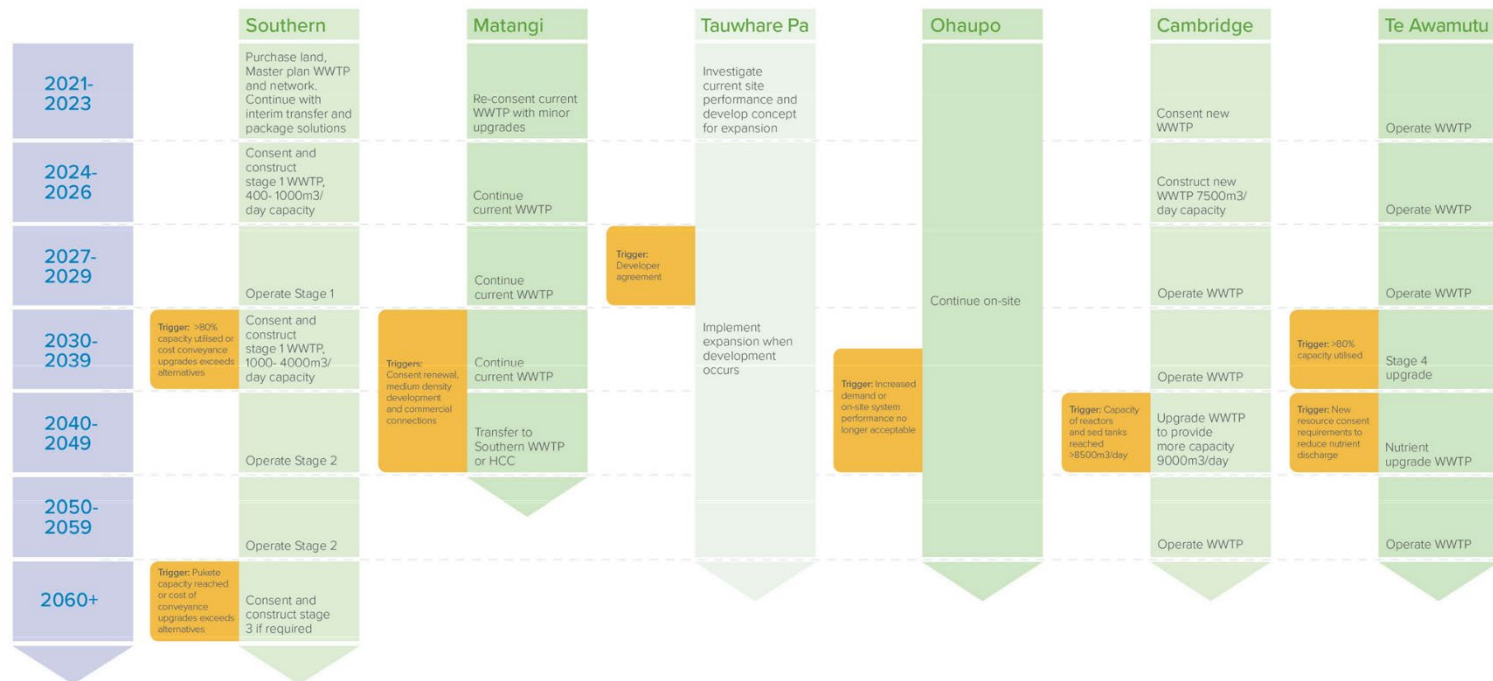 Southern
Matangi
Tauwhare Pa
Ohaupo
Cambridge
Te Awamutu
2021-
2023
Purchase land,
Master plan WWTP
and network.
Continue with
interim transfer and
package solutions
Re-consent current
WWTP with minor
upgrades
Investigate
current site
performance and
develop concept
for expansion
Consent new
WWTP
Operate WWTP
2024-
2026
Consent and
construct
stage 1 WWTP,
400- 1000m3/
day capacity
Continue
current WWTP
Construct new
WWTP 7500m3/
day capacity
Operate WWTP
2027-
2029
Operate Stage 1
Continue
current WWTP
Trigger:
Developer
agreement
Continue on-site
Operate WWTP
Operate WWTP
2030-
2039
Trigger: >80%
capacity utilised or
cost conveyance
upgrades exceeds
alternatives
Consent and
construct
stage 1 WWTP,
1000- 4000m3/
day capacity
Triggers:
Consent renewal,
medium density
development
and commercial
connections
Continue
current WWTP
Implement
expansion when
development
occurs
Trigger: Increased
demand or
on-site system
performance no
longer acceptable
Operate WWTP
Trigger: >80%
capacity utilised
Stage 4
upgrade
2040-
2049
Operate Stage 2
Transfer to
Southern WWTP
or HCC
Trigger: Capacity
of reactors
and sed tanks
reached
>8500m3/day
Upgrade WWTP
to provide
more capacity
9000m3/day
Trigger: New
resource consent
requirements to
reduce nutrient
discharge
Nutrient
upgrade WWTP
2050-
2059
Operate Stage 2
Operate WWTP
Operate WWTP
2060+
Trigger: Pukete
capacity reached
or cost of
conveyance
upgrades exceeds
alternatives
Consent and
construct stage
3 if required